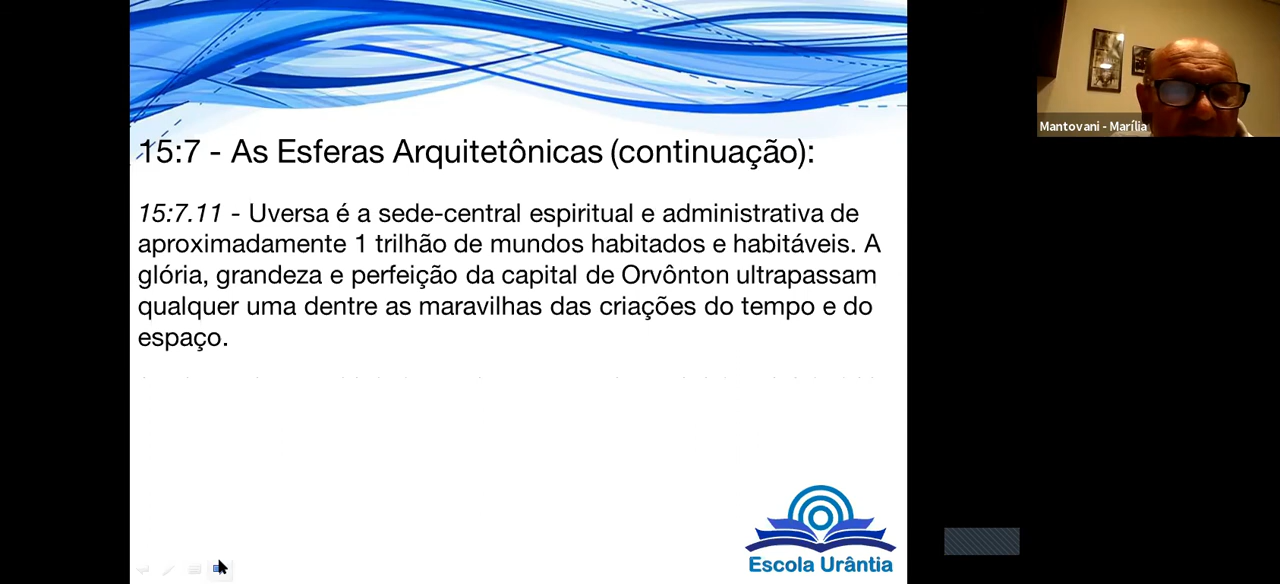 15:7 - As Esferas Arquitetônicas (continuação):
15:7.11 - Uversa é a sede-central espiritual e administrativa de
aproximadamente 1 trilhão de mundos habitados e habitáveis. A
glória, grandeza e perfeição da capital de Orvônton ultrapassam
qualquer uma dentre as maravilhas das criações do tempo e do
espaço.
Escola Urântia
Mantovani - Marília